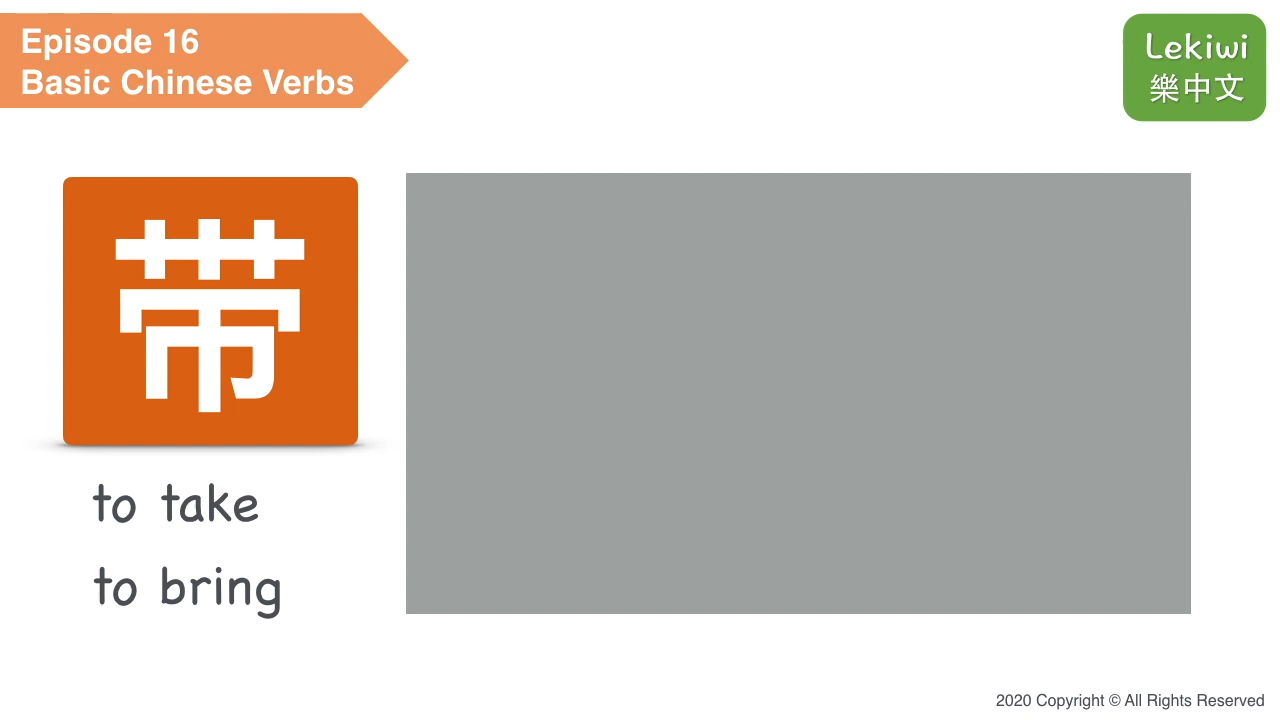 Episode 16
Basic Chinese Verbs
Lekiwi
樂中文
带
to take
to bring
2020 Copyright © All Rights Reserved